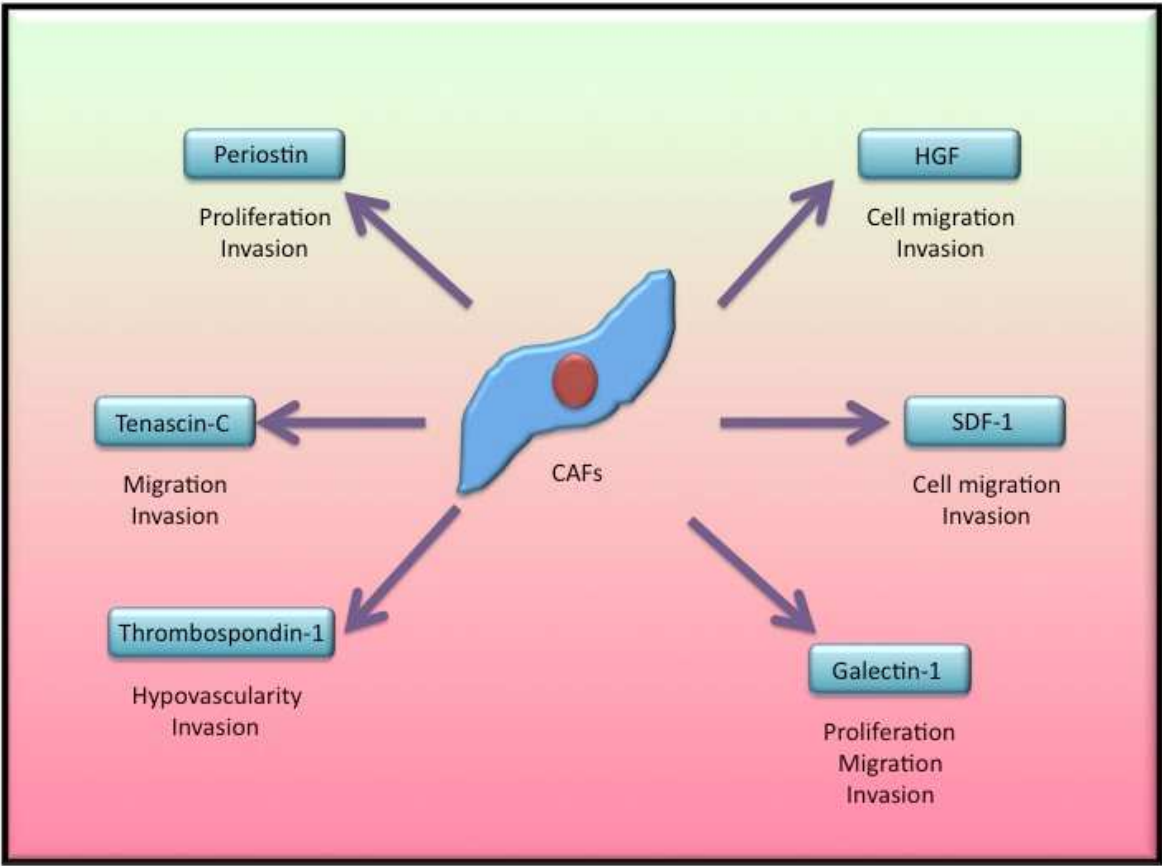 Periostin
Proliferation
Invasion
HGF
Cell migration
Invasion
Tenascin-C
Migration
Invasion
CAFs
SDF-1
Cell migration
Invasion
Thrombospondin-1
Hypovascularity
Invasion
Galectin-1
Proliferation
Migration
Invasion